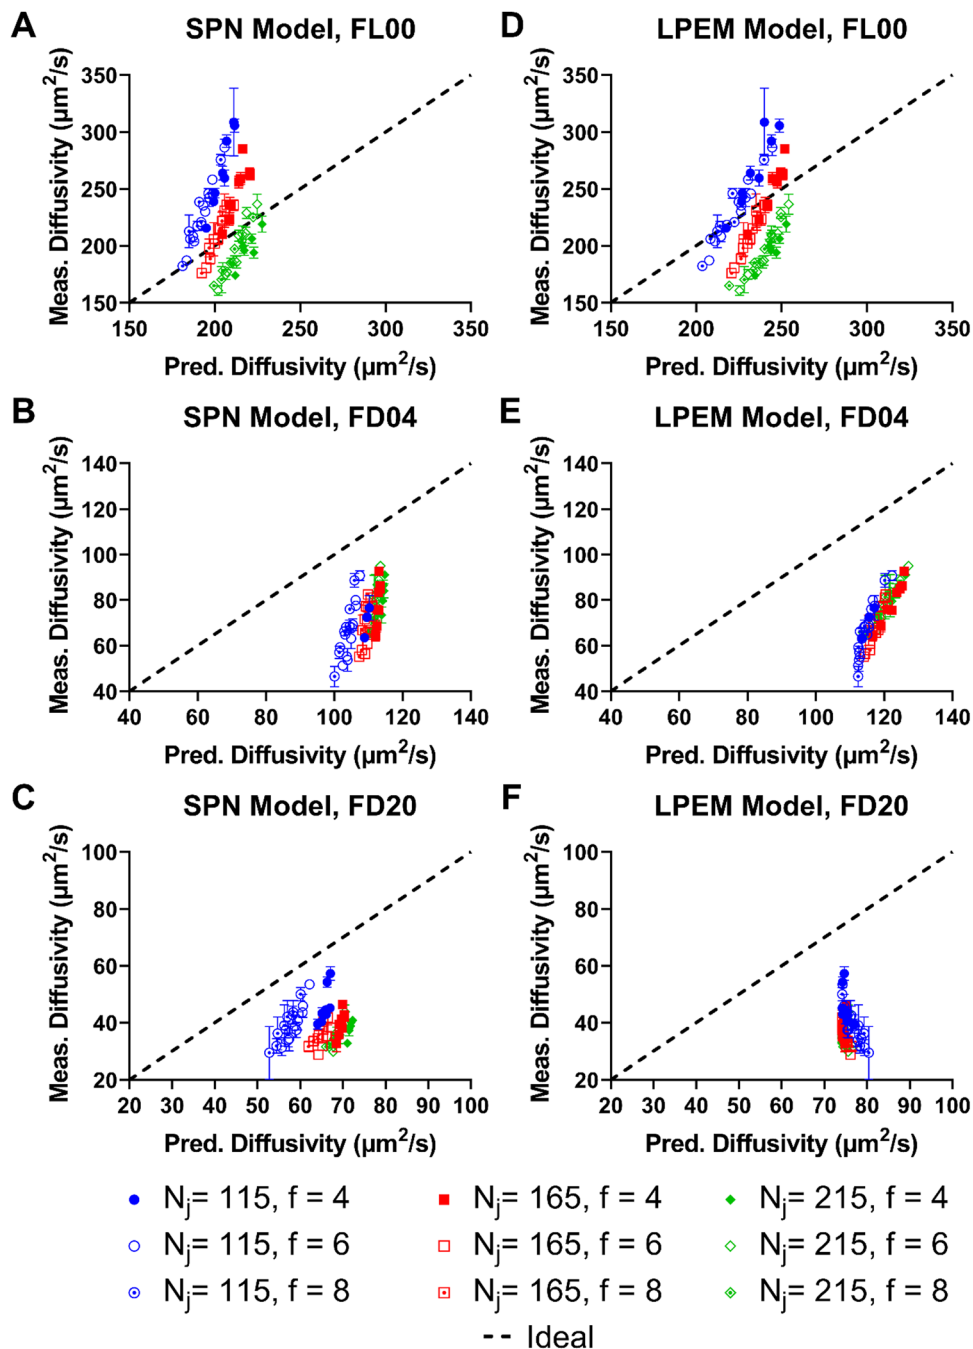 A
SPN Model, FL00
Meas. Diffusivity (µm²/s)
350
300
250
200
150
150 200 250 300 350
Pred. Diffusivity (µm²/s)
D
LPEM Model, FL00
Meas. Diffusivity (µm²/s)
350
300
250
200
150
150 200 250 300 350
Pred. Diffusivity (µm²/s)
B
SPN Model, FD04
Meas. Diffusivity (µm²/s)
140
120
100
80
60
40
40 60 80 100 120 140
Pred. Diffusivity (µm²/s)
E
LPEM Model, FD04
Meas. Diffusivity (µm²/s)
140
120
100
80
60
40
40 60 80 100 120 140
Pred. Diffusivity (µm²/s)
C
SPN Model, FD20
Meas. Diffusivity (µm²/s)
100
80
60
40
20
20 30 40 50 60 70 80 90 100
Pred. Diffusivity (µm²/s)
F
LPEM Model, FD20
Meas. Diffusivity (µm²/s)
100
80
60
40
20
20 30 40 50 60 70 80 90 100
Pred. Diffusivity (µm²/s)
Nj= 115, f = 4
Nj= 165, f = 4
Nj= 215, f = 4
Nj= 115, f = 6
Nj= 165, f = 6
Nj= 215, f = 6
Nj= 115, f = 8
Nj= 165, f = 8
Nj= 215, f = 8
Ideal